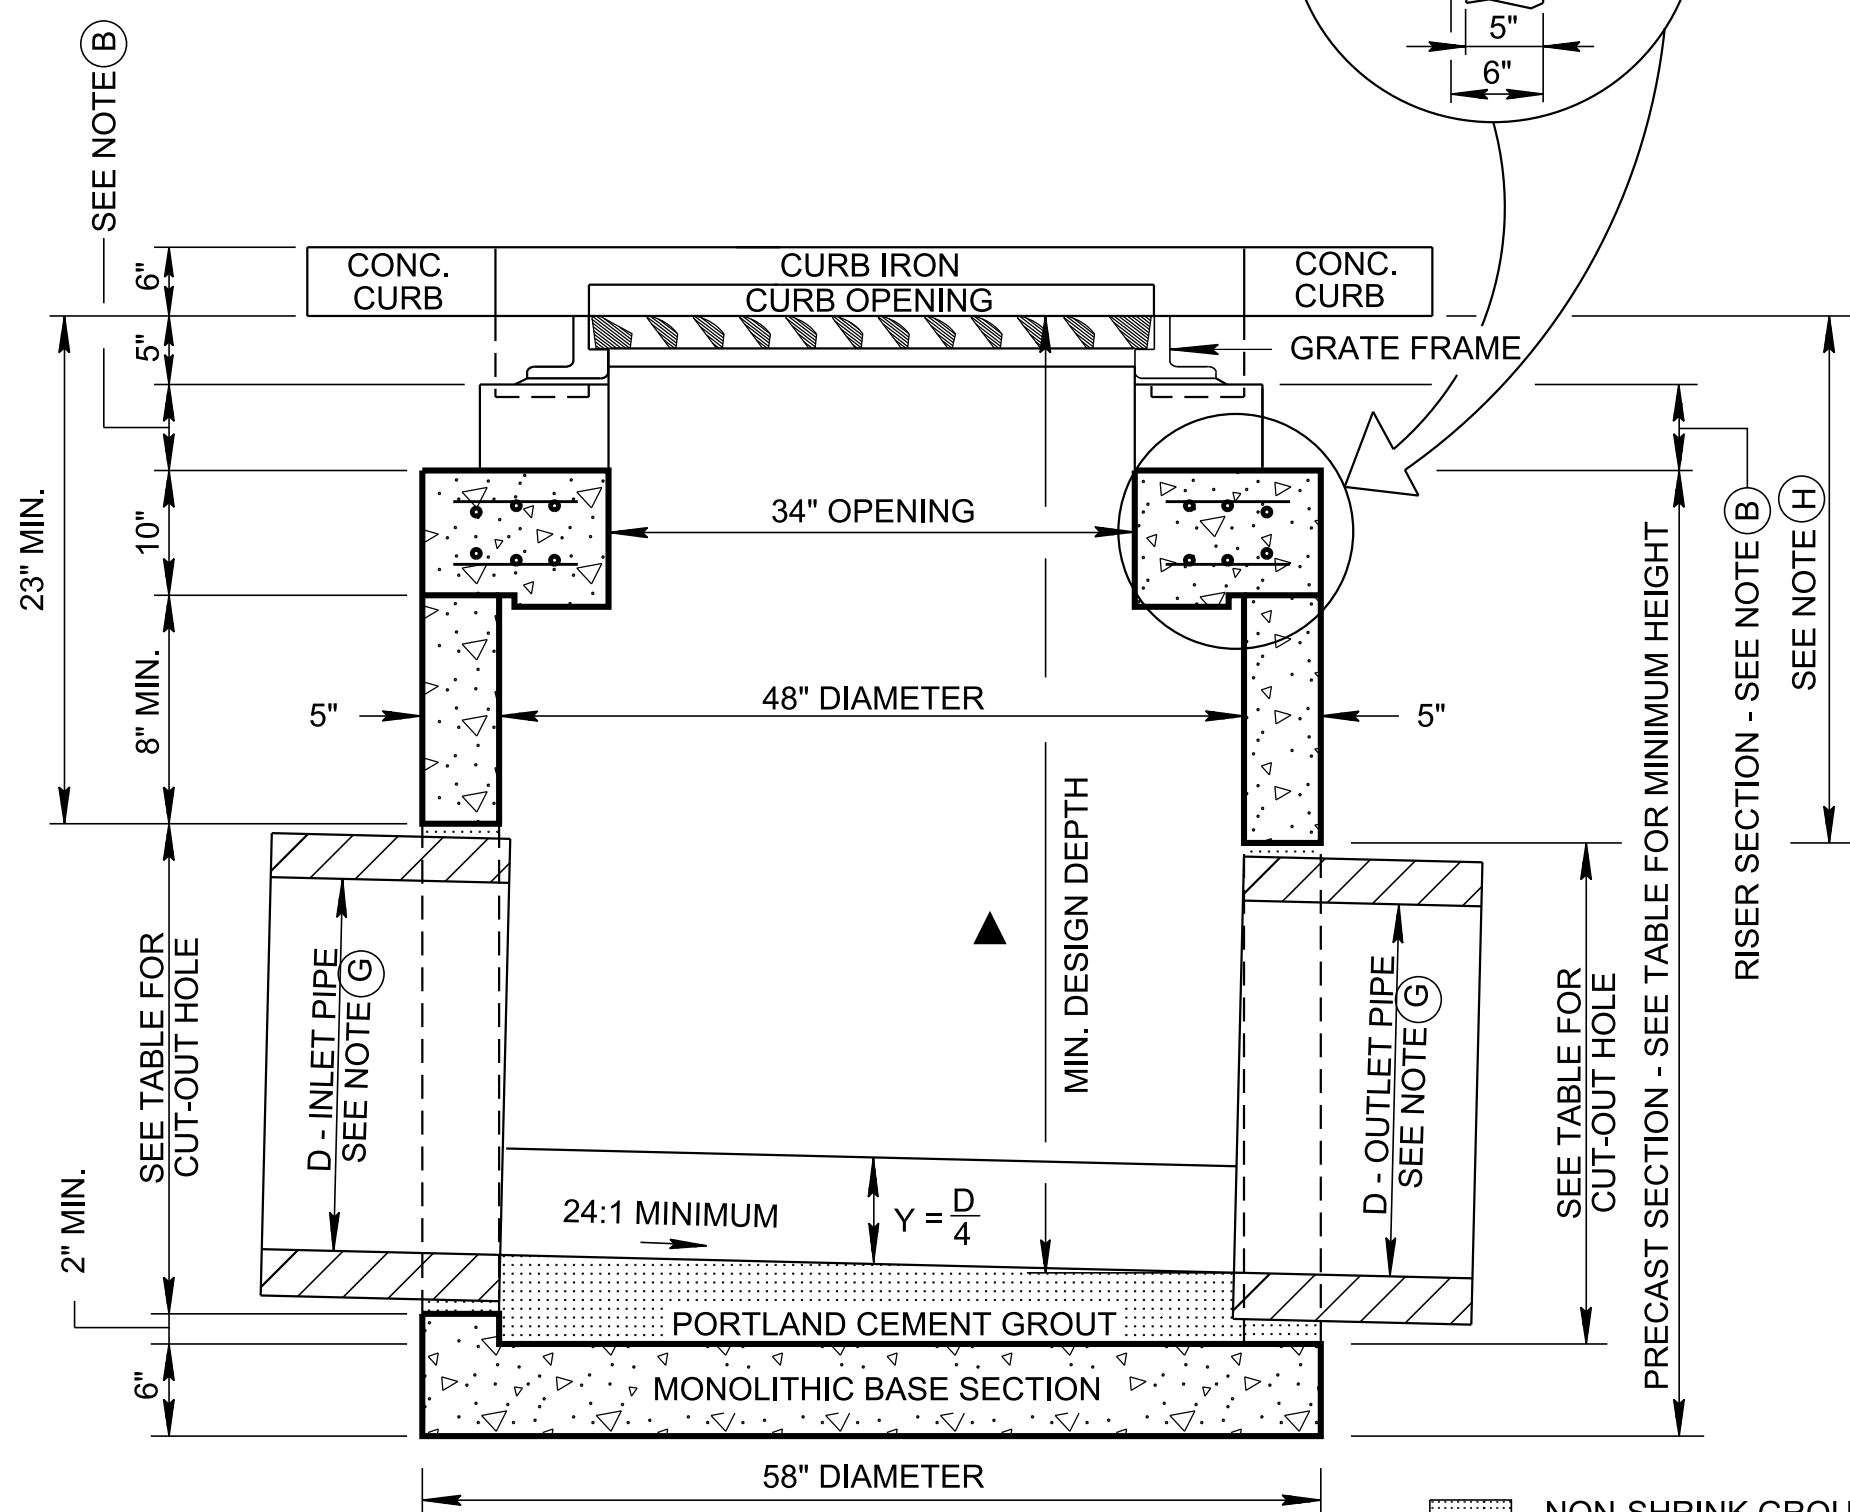 5"
6"
SEE NOTE B
6"
CONC.
CURB
CURB IRON
CURB OPENING
CONC.
CURB
5"
GRATE FRAME
23" MIN.
10"
34" OPENING
8" MIN.
5"
48" DIAMETER
5"
SEE NOTE H
RISER SECTION - SEE NOTE B
PRECAST SECTION - SEE TABLE FOR MINIMUM HEIGHT
MIN. DESIGN DEPTH
SEE TABLE FOR
CUT-OUT HOLE
D - INLET PIPE
SEE NOTE G
D - OUTLET PIPE
SEE NOTE G
SEE TABLE FOR
CUT-OUT HOLE
2" MIN.
24:1 MINIMUM
Y = D
4
PORTLAND CEMENT GROUT
6"
MONOLITHIC BASE SECTION
58" DIAMETER
NON-SHRINK